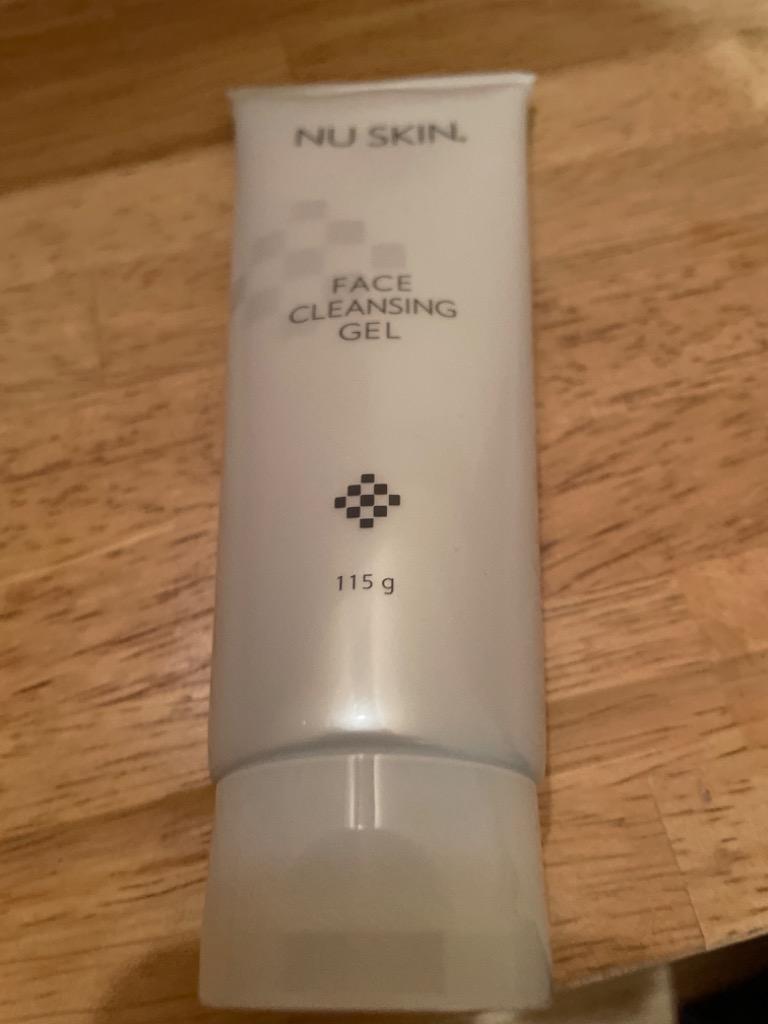 NU SKIN®
FACE
CLEANSING
GEL
115 g